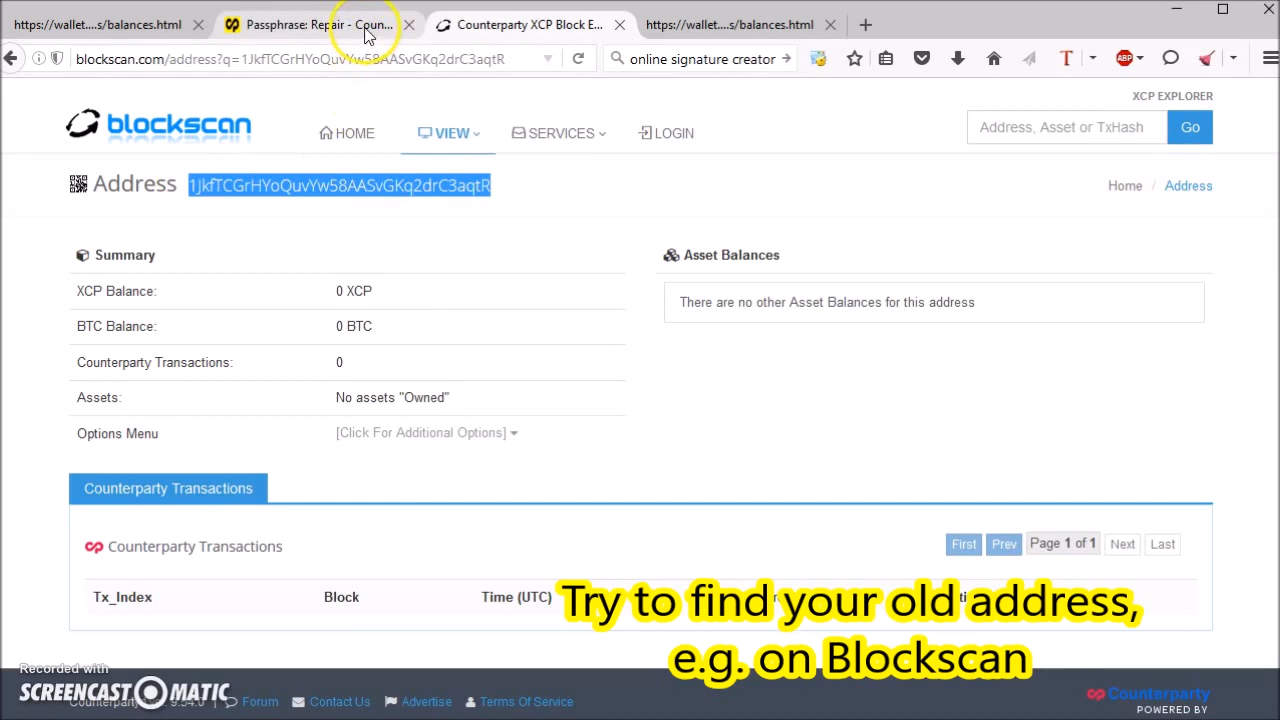 https://wallet....s/balances.html
Passphrase: Repair - Coun...
Counterparty XCP Block E...
https://wallet....s/balances.html
blockscan.com/address?q=1JkfTCGrHYoQuvYw58AASvGKq2drC3aqtR
online signature creator
T
ABP
XCP EXPLORER
blockscan
HOME
VIEW
SERVICES
LOGIN
Address, Asset or TxHash
Go
Address 1JkfTCGrHYoQuvYw58AASvGKq2drC3aqtR
Home / Address
Summary
XCP Balance: 0 XCP
BTC Balance: 0 BTC
Counterparty Transactions: 0
Assets: No assets "Owned"
Options Menu [Click For Additional Options]
Asset Balances
There are no other Asset Balances for this address
Counterparty Transactions
Counterparty Transactions
First Prev Page 1 of 1 Next Last
Tx_Index Block Time (UTC)
Try to find your old address,
e.g. on Blockscan
Recorded with
SCREENCAST MATIC
Forum Contact Us Advertise Terms Of Service
Counterparty
POWERED BY